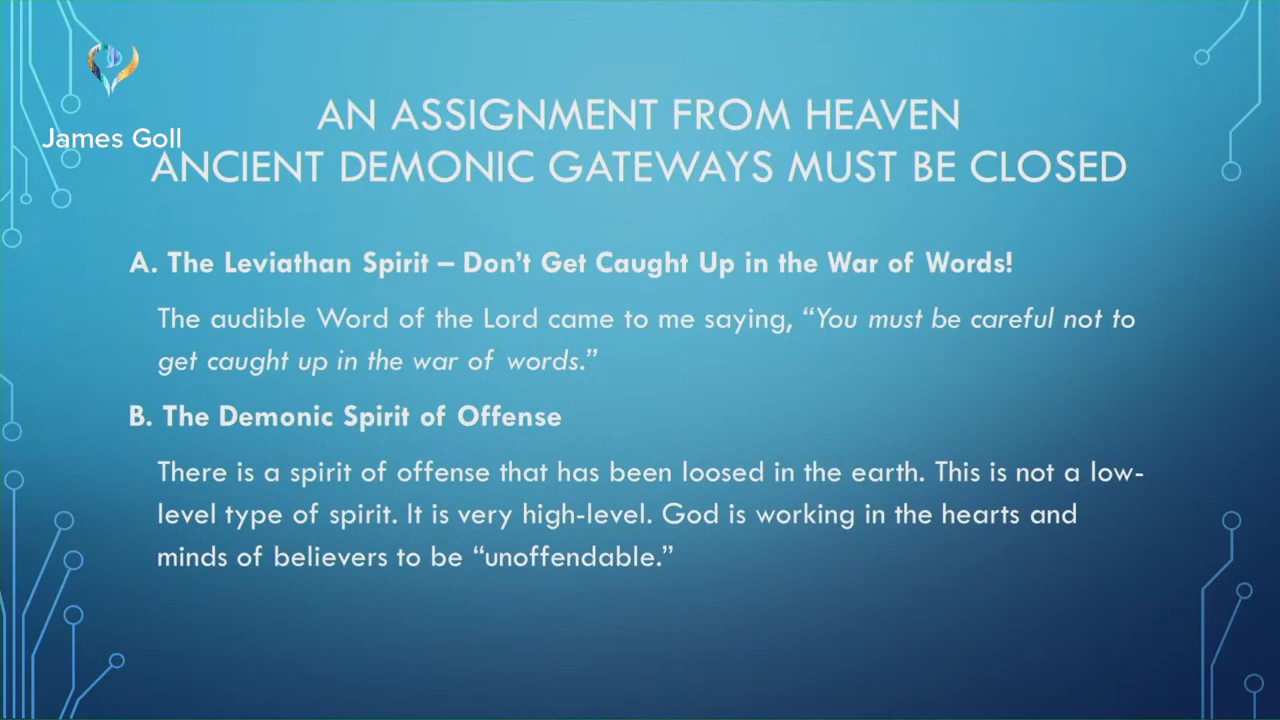 James Goll
AN ASSIGNMENT FROM HEAVEN
ANCIENT DEMONIC GATEWAYS MUST BE CLOSED
A. The Leviathan Spirit – Don’t Get Caught Up in the War of Words!
The audible Word of the Lord came to me saying, “You must be careful not to
get caught up in the war of words.”
B. The Demonic Spirit of Offense
There is a spirit of offense that has been loosed in the earth. This is not a low-
level type of spirit. It is very high-level. God is working in the hearts and
minds of believers to be “unoffendable.”